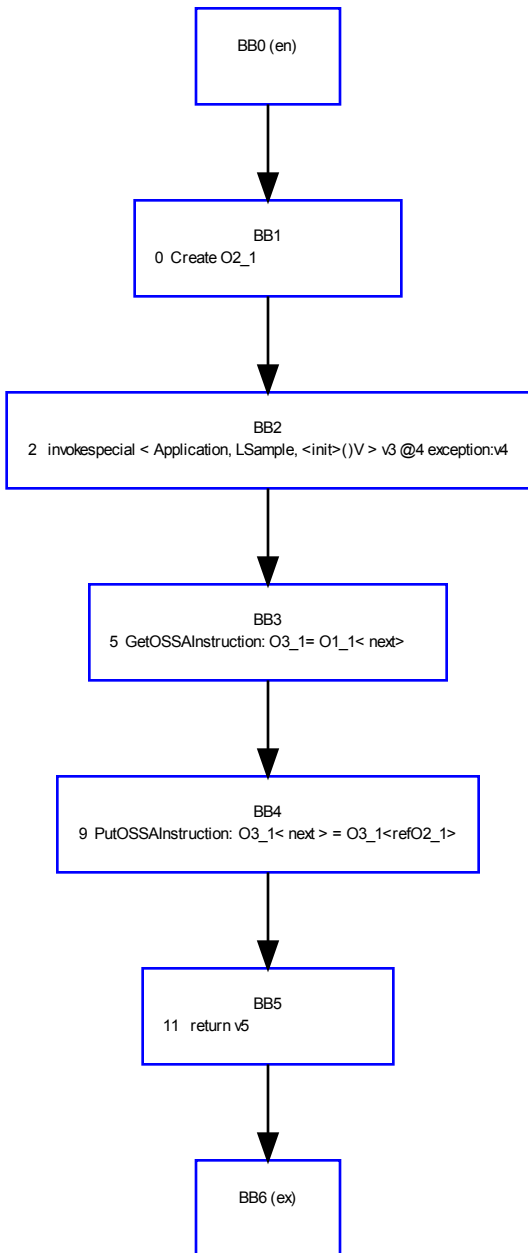 BB0 (en)
BB1
0 Create O2_1
BB2
2 invokespecial < Application, LSample, <init>()V > v3 @4 exception:v4
BB3
5 GetOSSAInstruction: O3_1= O1_1< next>
BB4
9 PutOSSAInstruction: O3_1< next > = O3_1<refO2_1>
BB5
11 return v5
BB6 (ex)